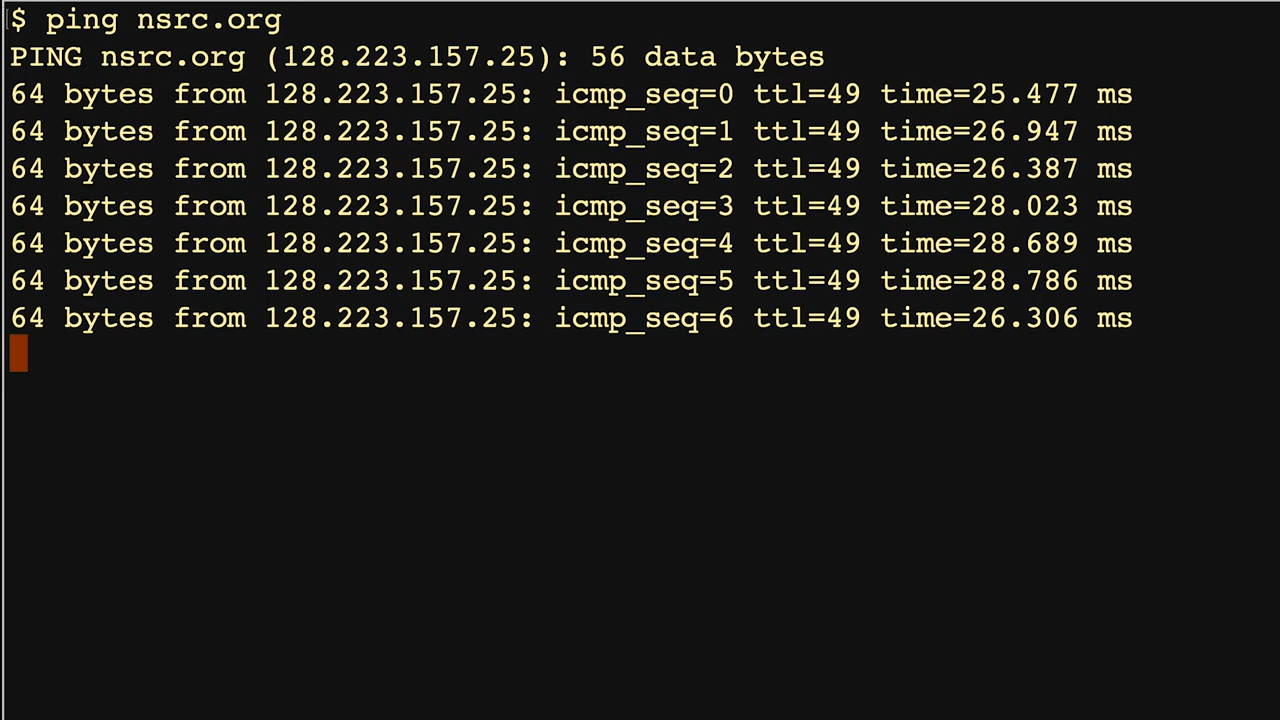 $ ping nsrc.org
PING nsrc.org (128.223.157.25): 56 data bytes
64 bytes from 128.223.157.25: icmp_seq=0 ttl=49 time=25.477 ms
64 bytes from 128.223.157.25: icmp_seq=1 ttl=49 time=26.947 ms
64 bytes from 128.223.157.25: icmp_seq=2 ttl=49 time=26.387 ms
64 bytes from 128.223.157.25: icmp_seq=3 ttl=49 time=28.023 ms
64 bytes from 128.223.157.25: icmp_seq=4 ttl=49 time=28.689 ms
64 bytes from 128.223.157.25: icmp_seq=5 ttl=49 time=28.786 ms
64 bytes from 128.223.157.25: icmp_seq=6 ttl=49 time=26.306 ms